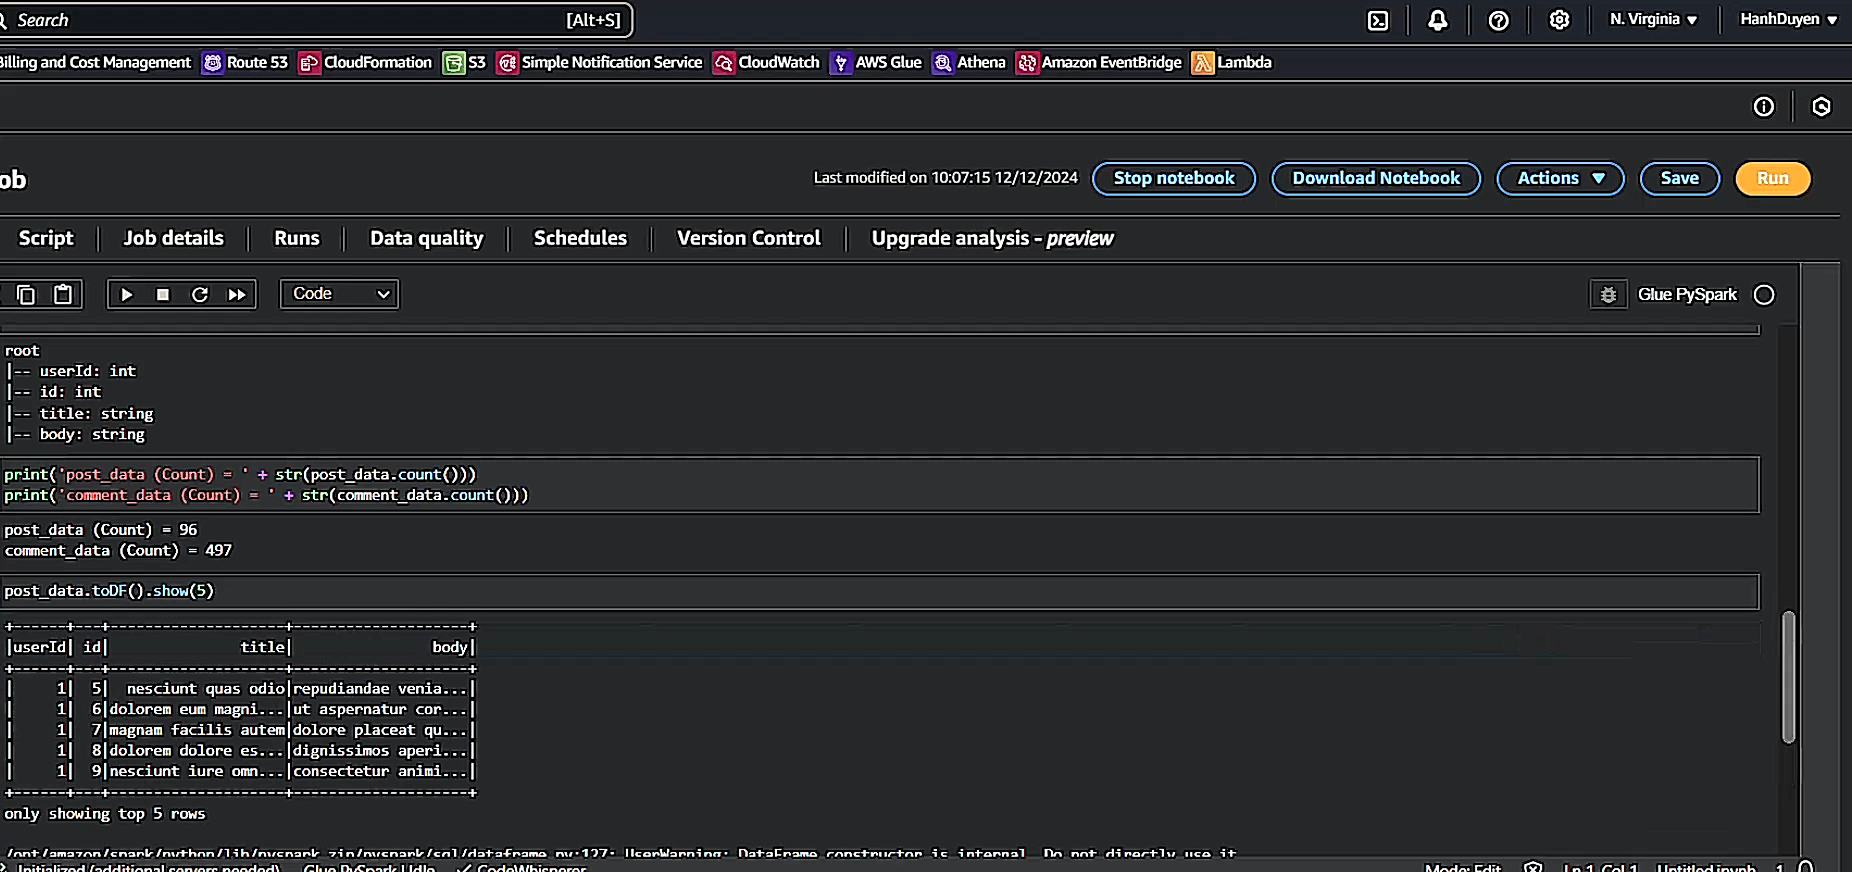 Search [Alt+S] N. Virginia ▼ HanhDuyen ▼
Billing and Cost Management Route 53 CloudFormation S3 Simple Notification Service CloudWatch AWS Glue Athena Amazon EventBridge Lambda
ob Last modified on 10:07:15 12/12/2024 Stop notebook Download Notebook Actions ▼ Save Run
Script Job details Runs Data quality Schedules Version Control Upgrade analysis - preview
Code Glue PySpark
root
|-- userId: int
|-- id: int
|-- title: string
|-- body: string
print('post_data (Count) = ' + str(post_data.count()))
print('comment_data (Count) = ' + str(comment_data.count()))
post_data (Count) = 96
comment_data (Count) = 497
post_data.toDF().show(5)
+------+---+--------------------+--------------------+
|userId| id|               title|                body|
+------+---+--------------------+--------------------+
|     1|  5|  nesciunt quas odio|repudiandae venia...|
|     1|  6|dolorem eum magni...|ut aspernatur cor...|
|     1|  7|magnam facilis autem|dolore placeat qu...|
|     1|  8|dolorem dolore es...|dignissimos aperi...|
|     1|  9|nesciunt iure omn...|consectetur animi...|
+------+---+--------------------+--------------------+
only showing top 5 rows
/opt/amazon/spark/python/lib/pyspark.zip/pyspark/sql/dataframe.py:127: UserWarning: DataFrame constructor is internal. Do not directly use it.
Initialized (additional servers needed) Glue PySpark | Idle CodeWhisperer Mode: Edit Ln 1, Col 1 Untitled.ipynb 1